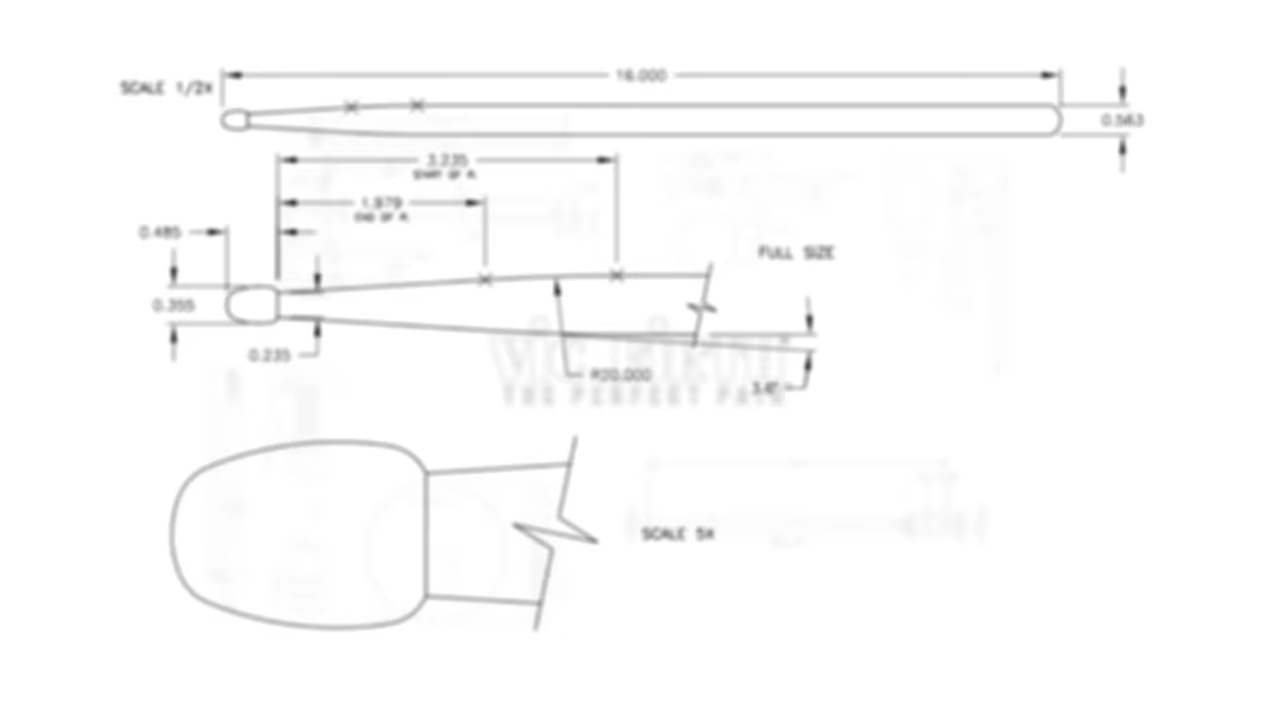 16.000
SCALE 1/2X
0.563
3.235
START OF R.
1.979
END OF R.
0.485
FULL SIZE
0.355
0.235
R20.000
THE PERFECT PAIR
SCALE 5X